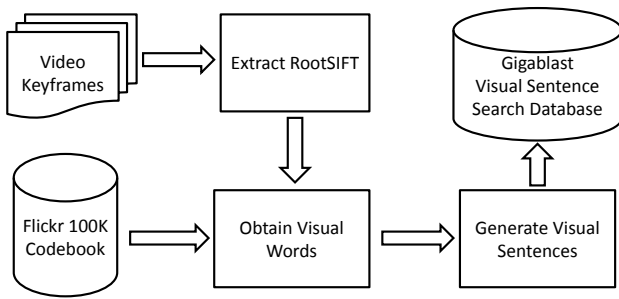 Video
Keyframes
Extract RootSIFT
Gigablast
Visual Sentence
Search Database
Flickr 100K
Codebook
Obtain Visual
Words
Generate Visual
Sentences